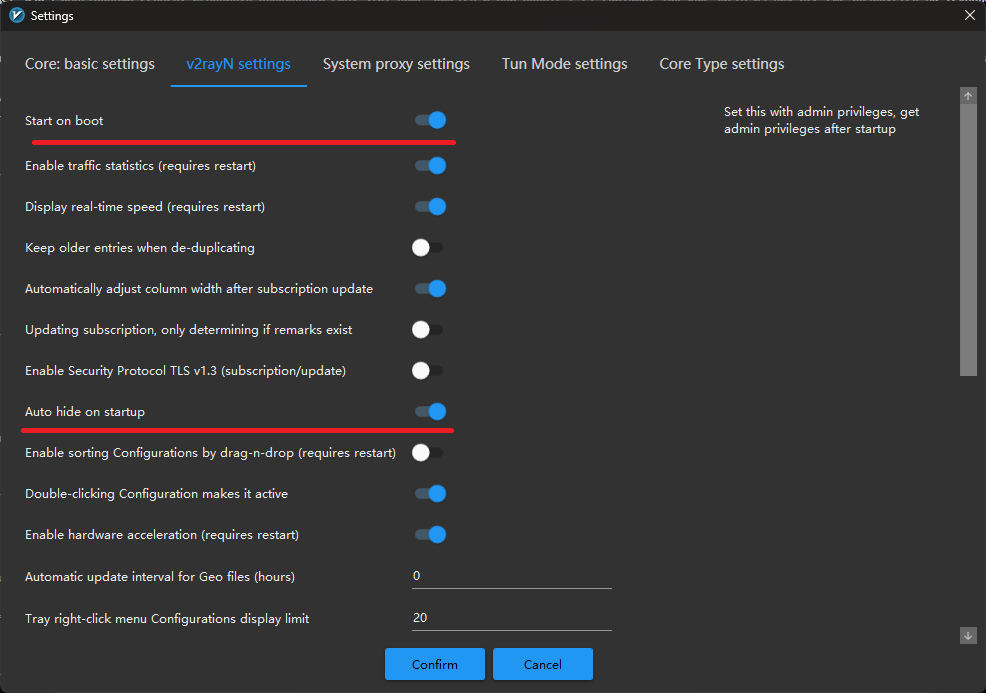 Settings
Core: basic settings
v2rayN settings
System proxy settings
Tun Mode settings
Core Type settings
Start on boot
Set this with admin privileges, get
admin privileges after startup
Enable traffic statistics (requires restart)
Display real-time speed (requires restart)
Keep older entries when de-duplicating
Automatically adjust column width after subscription update
Updating subscription, only determining if remarks exist
Enable Security Protocol TLS v1.3 (subscription/update)
Auto hide on startup
Enable sorting Configurations by drag-n-drop (requires restart)
Double-clicking Configuration makes it active
Enable hardware acceleration (requires restart)
Automatic update interval for Geo files (hours)
0
Tray right-click menu Configurations display limit
20
Confirm
Cancel